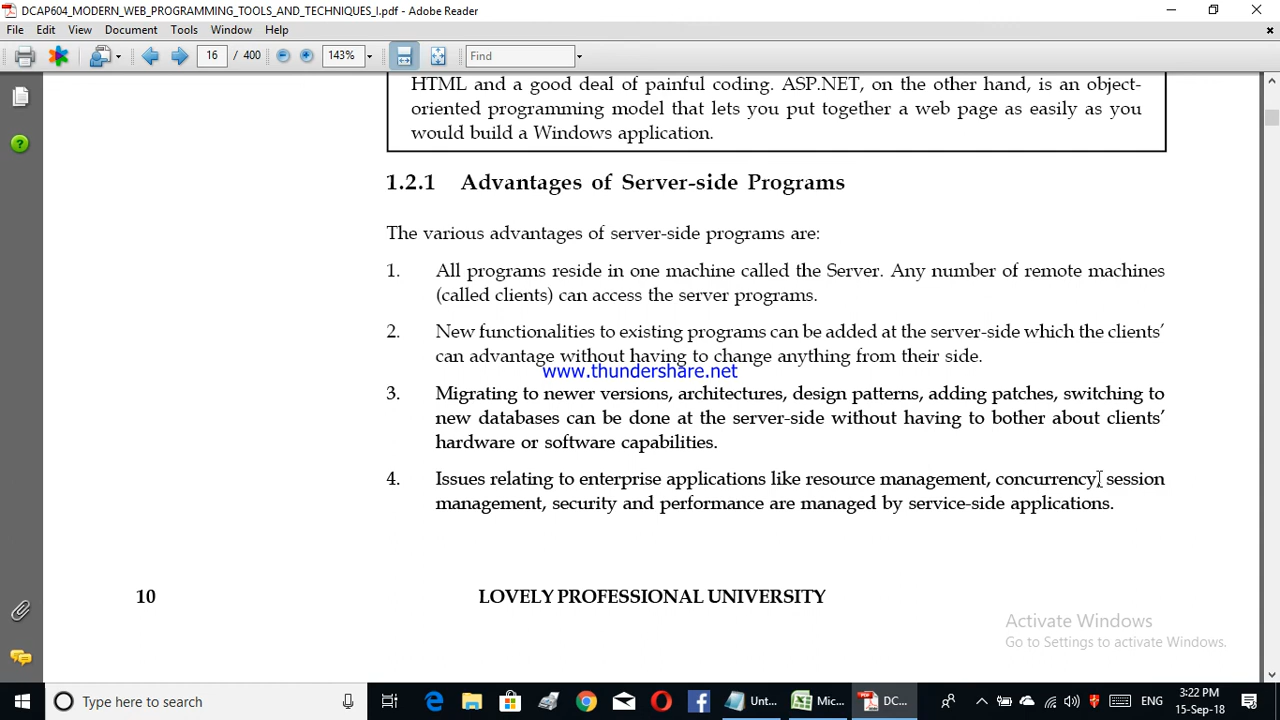 DCAP604_MODERN_WEB_PROGRAMMING_TOOLS_AND_TECHNIQUES_I.pdf - Adobe Reader
File Edit View Document Tools Window Help
16 / 400 143% Find
HTML and a good deal of painful coding. ASP.NET, on the other hand, is an object-
oriented programming model that lets you put together a web page as easily as you
would build a Windows application.
1.2.1 Advantages of Server-side Programs
The various advantages of server-side programs are:
1. All programs reside in one machine called the Server. Any number of remote machines
(called clients) can access the server programs.
2. New functionalities to existing programs can be added at the server-side which the clients’
can advantage without having to change anything from their side.
www.thundershare.net
3. Migrating to newer versions, architectures, design patterns, adding patches, switching to
new databases can be done at the server-side without having to bother about clients’
hardware or software capabilities.
4. Issues relating to enterprise applications like resource management, concurrency, session
management, security and performance are managed by service-side applications.
10 LOVELY PROFESSIONAL UNIVERSITY
Activate Windows
Go to Settings to activate Windows.
Type here to search Unt... Mic... DC... ENG 3:22 PM
15-Sep-18